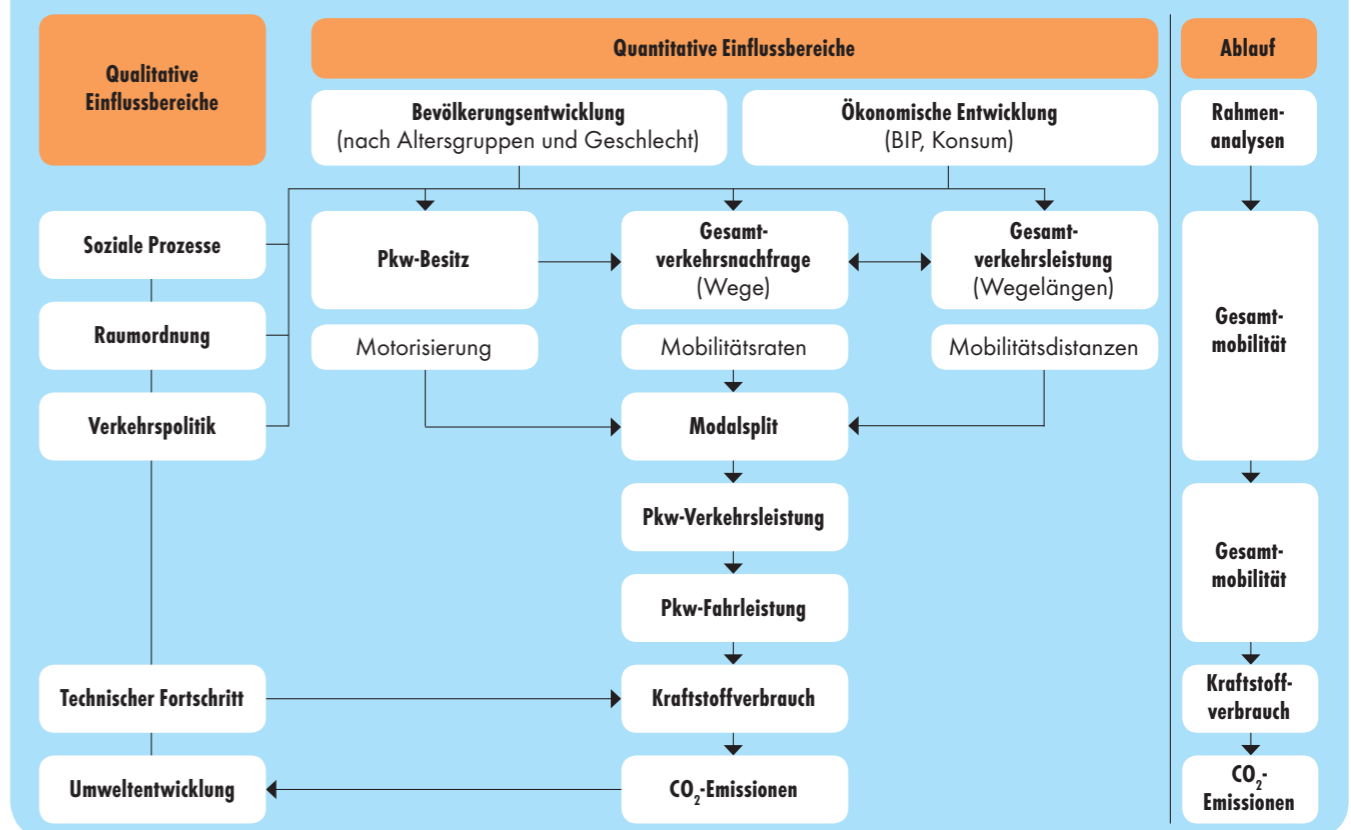 Qualitative
Einflussbereiche
Quantitative Einflussbereiche
Ablauf
Bevölkerungsentwicklung
(nach Altersgruppen und Geschlecht)
Ökonomische Entwicklung
(BIP, Konsum)
Rahmen-
analysen
Soziale Prozesse
Pkw-Besitz
Gesamt-
verkehrsnachfrage
(Wege)
Gesamt-
verkehrsleistung
(Wegelängen)
Gesamt-
mobilität
Raumordnung
Motorisierung
Mobilitätsraten
Mobilitätsdistanzen
Verkehrspolitik
Modalsplit
Pkw-Verkehrsleistung
Gesamt-
mobilität
Pkw-Fahrleistung
Technischer Fortschritt
Kraftstoffverbrauch
Kraftstoff-
verbrauch
Umweltentwicklung
CO₂-Emissionen
CO₂-
Emissionen